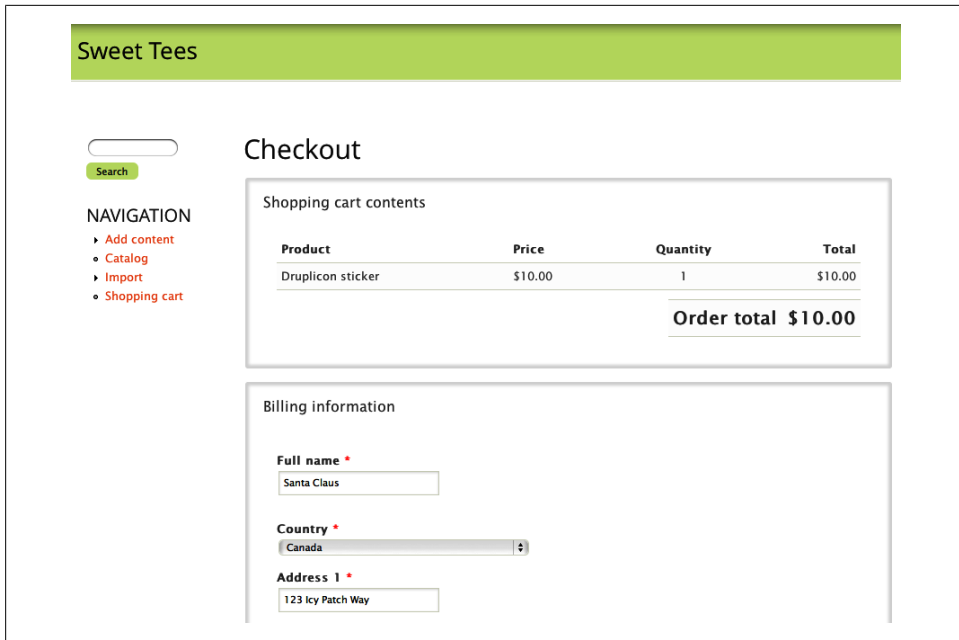 Sweet Tees
Search
NAVIGATION
Add content
Catalog
Import
Shopping cart
Checkout
Shopping cart contents
Product Price Quantity Total
Druplicon sticker $10.00 1 $10.00
Order total $10.00
Billing information
Full name *
Santa Claus
Country *
Canada
Address 1 *
123 Icy Patch Way